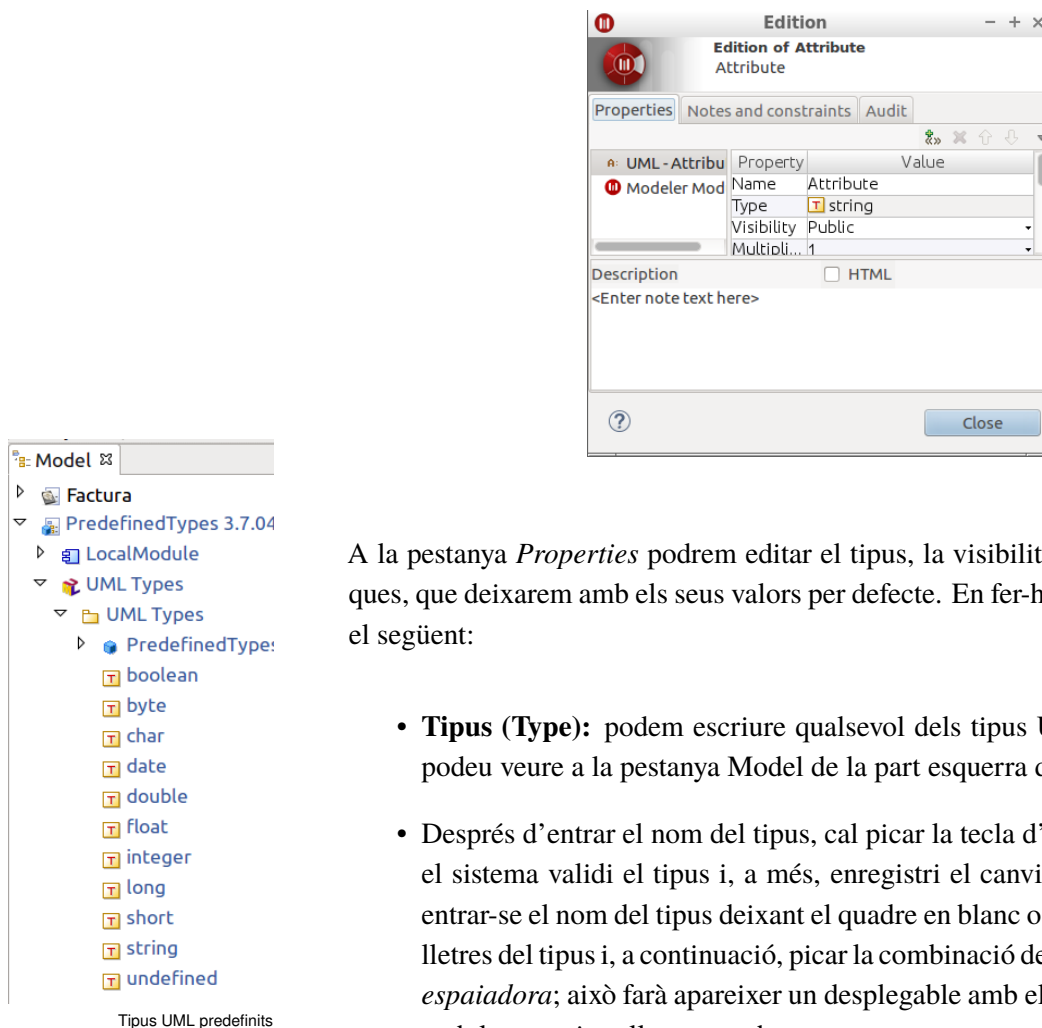 Edition
Edition of Attribute
Attribute
Properties Notes and constraints Audit
UML - Attribu Property Value
Modeler Mod Name Attribute
Type string
Visibility Public
Multipli... 1
Description HTML
<Enter note text here>
Close
Model
Factura
PredefinedTypes 3.7.04
LocalModule
UML Types
UML Types
PredefinedTypes
boolean
byte
char
date
double
float
integer
long
short
string
undefined
Tipus UML predefinits
A la pestanya Properties podrem editar el tipus, la visibilit
ques, que deixarem amb els seus valors per defecte. En fer-h
el següent:
• Tipus (Type): podem escriure qualsevol dels tipus U
podeu veure a la pestanya Model de la part esquerra d
• Després d’entrar el nom del tipus, cal picar la tecla d’
el sistema validi el tipus i, a més, enregistri el canvi
entrar-se el nom del tipus deixant el quadre en blanc o
lletres del tipus i, a continuació, picar la combinació de
espaiadora; això farà apareixer un desplegable amb el